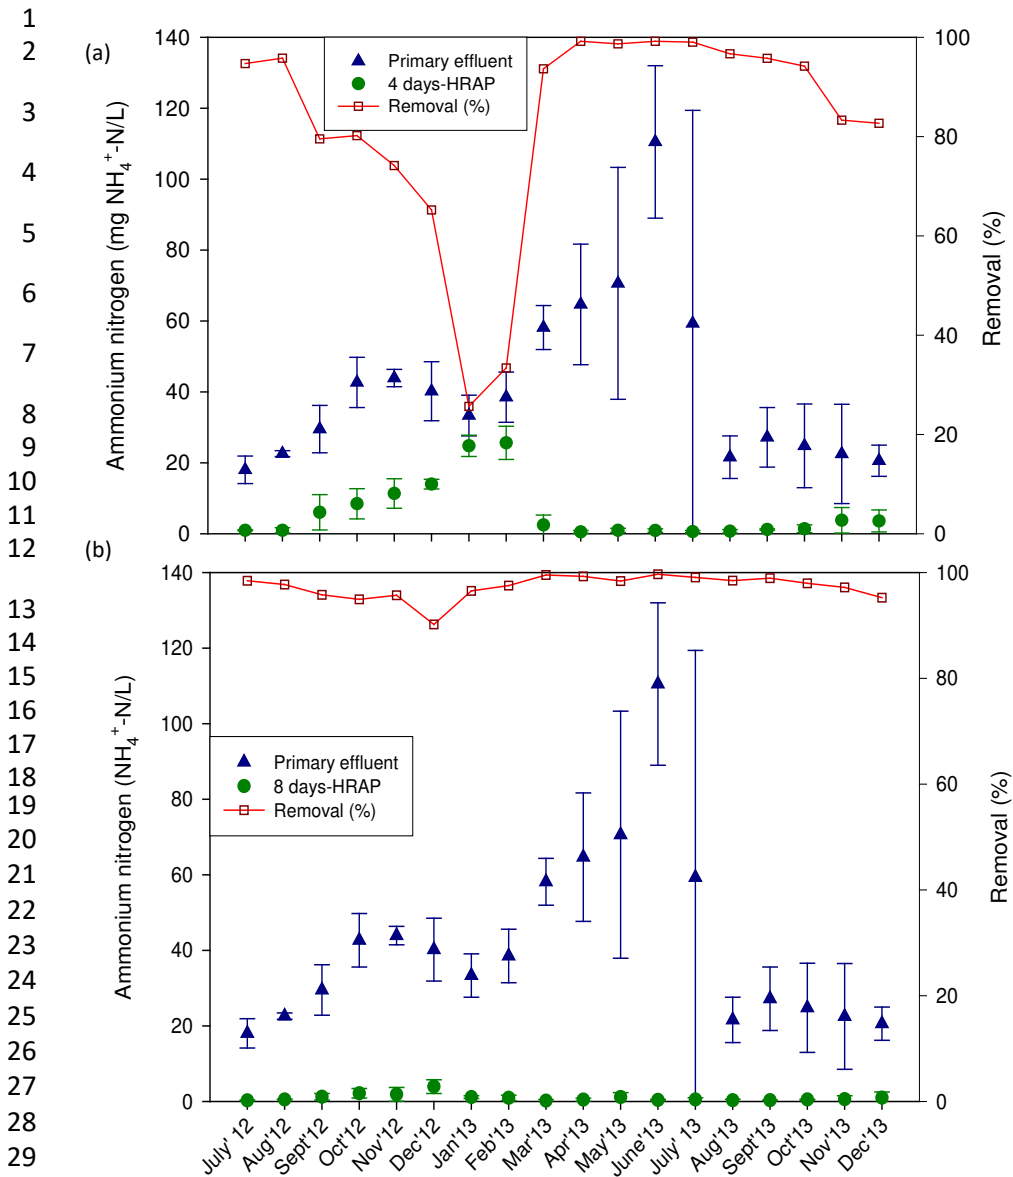 1
2
3
4
5
6
7
8
9
10
11
12
13
14
15
16
17
18
19
20
21
22
23
24
25
26
27
28
29
(a)
Ammonium nitrogen (mg NH₄⁺-N/L)
140
120
100
80
60
40
20
0
Primary effluent
4 days-HRAP
Removal (%)
100
80
60
40
20
0
Removal (%)
(b)
Ammonium nitrogen (NH₄⁺-N/L)
140
120
100
80
60
40
20
0
Primary effluent
8 days-HRAP
Removal (%)
100
80
60
40
20
0
Removal (%)
July' 12
Aug'12
Sept'12
Oct'12
Nov'12
Dec'12
Jan'13
Feb'13
Mar'13
Apr'13
May'13
June'13
July' 13
Aug'13
Sept'13
Oct'13
Nov'13
Dec'13